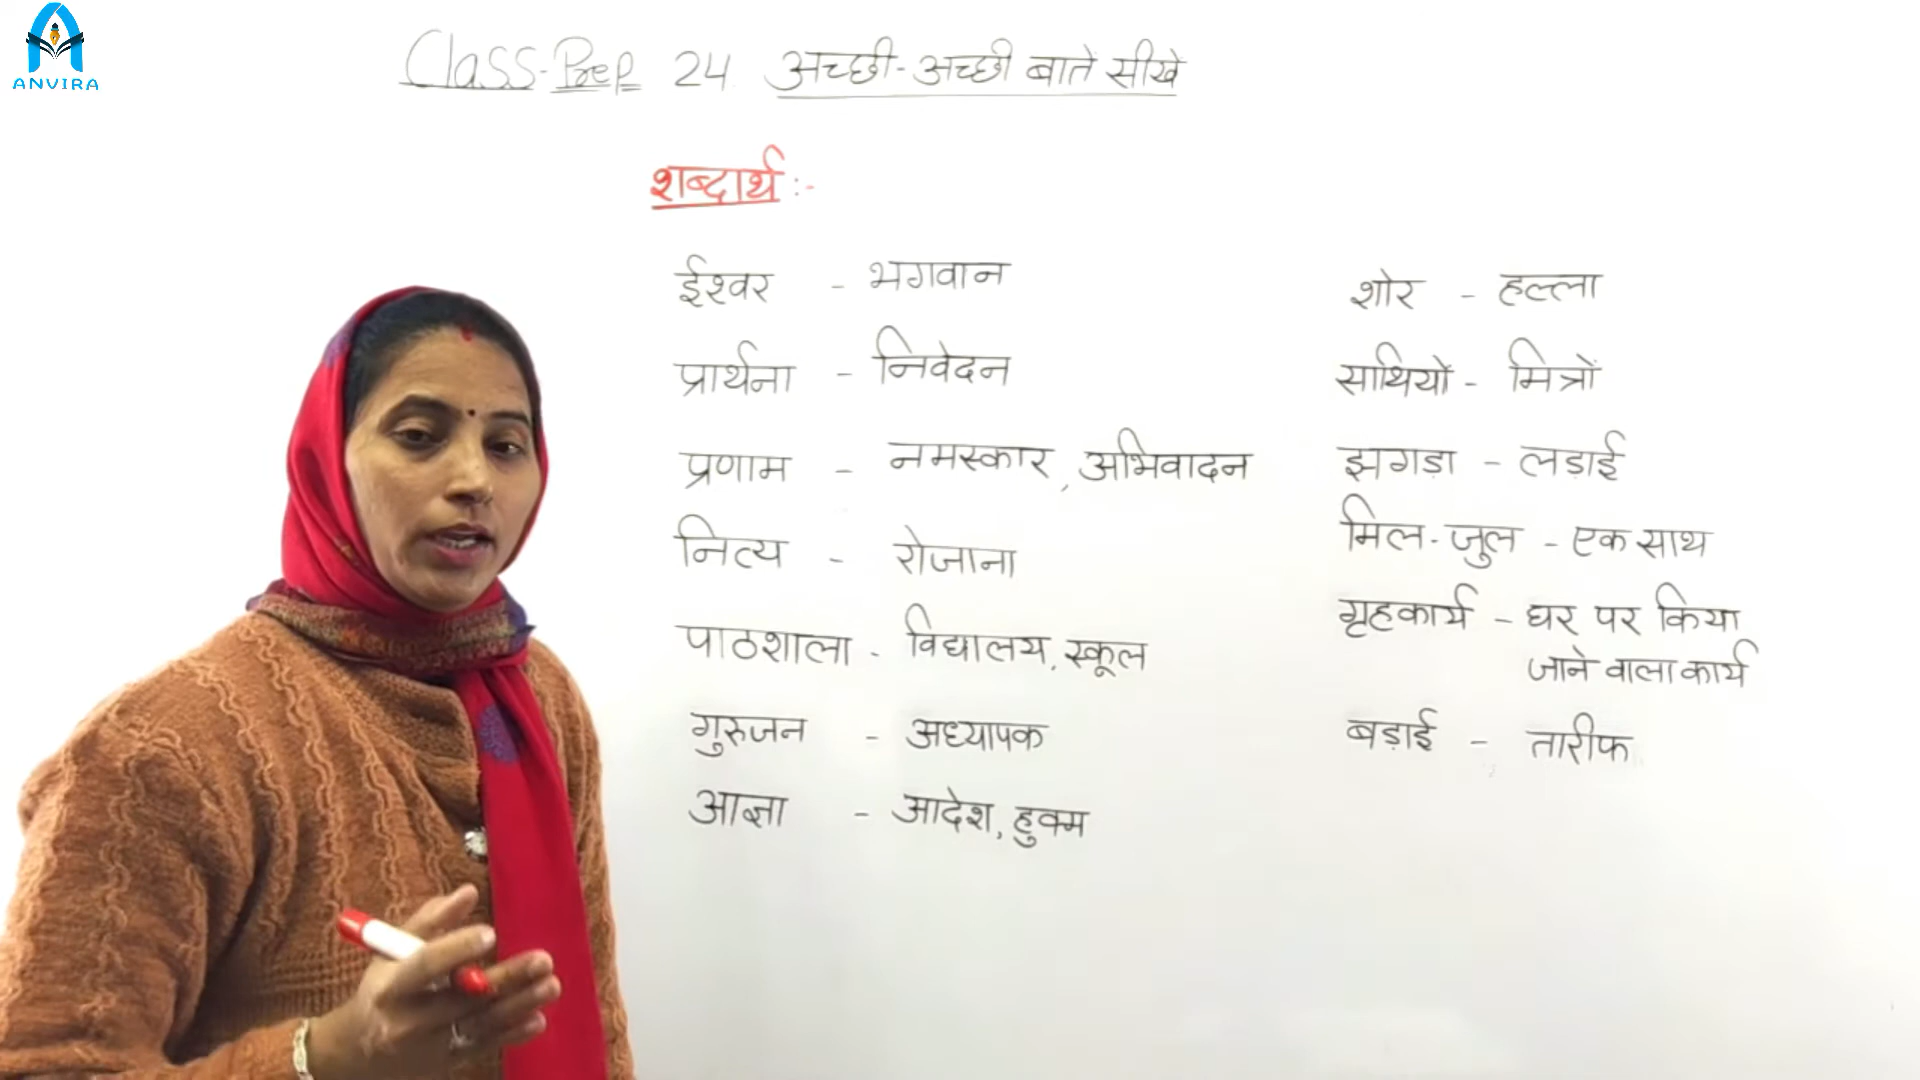 ANVIRA
Class-Prep 24 अच्छी-अच्छी बाते सीखे
शब्दार्थ :-
ईश्वर - भगवान
प्रार्थना - निवेदन
प्रणाम - नमस्कार, अभिवादन
नित्य - रोजाना
पाठशाला - विद्यालय, स्कूल
गुरुजन - अध्यापक
आज्ञा - आदेश, हुक्म
शोर - हल्ला
साथियों - मित्रों
झगड़ा - लड़ाई
मिल-जुल - एक साथ
गृहकार्य - घर पर किया
जाने वाला कार्य
बड़ाई - तारीफ